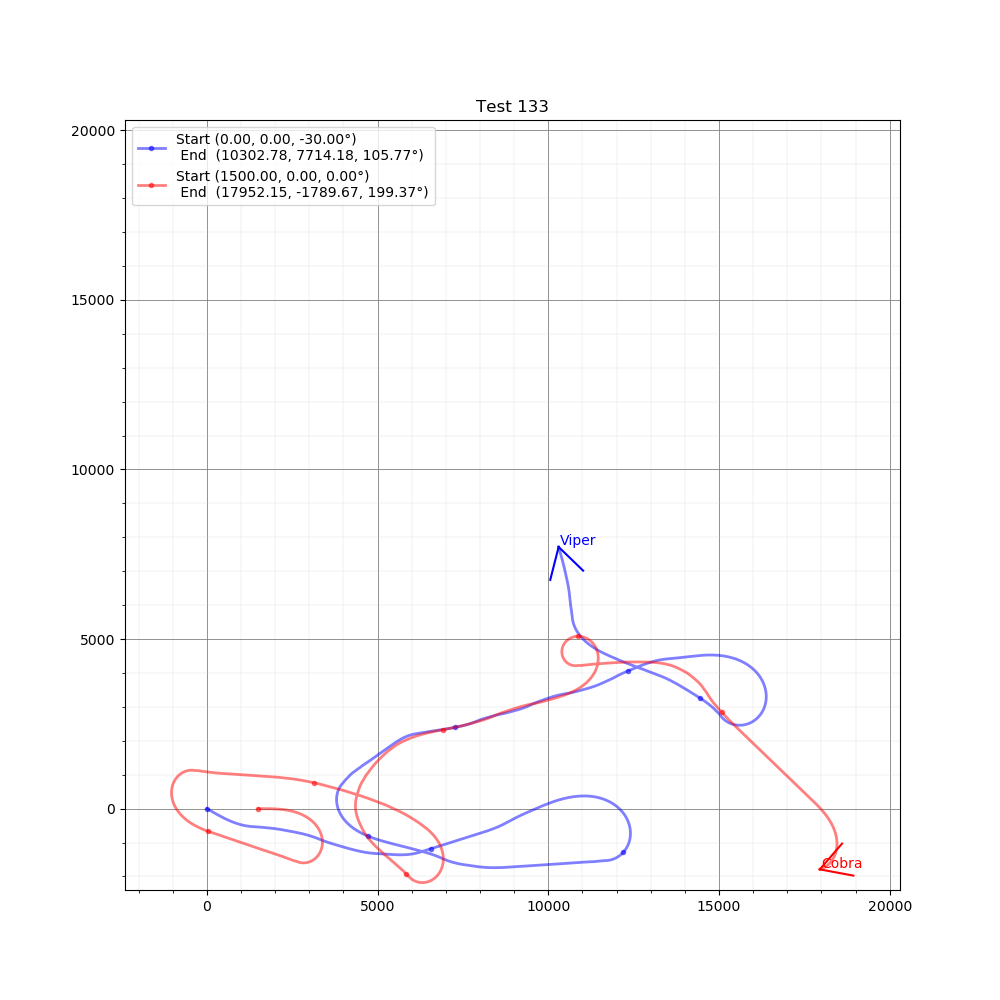 Test 133
Start (0.00, 0.00, -30.00°)
End (10302.78, 7714.18, 105.77°)
Start (1500.00, 0.00, 0.00°)
End (17952.15, -1789.67, 199.37°)
20000
15000
10000
5000
0
Viper
Cobra
0
5000
10000
15000
20000